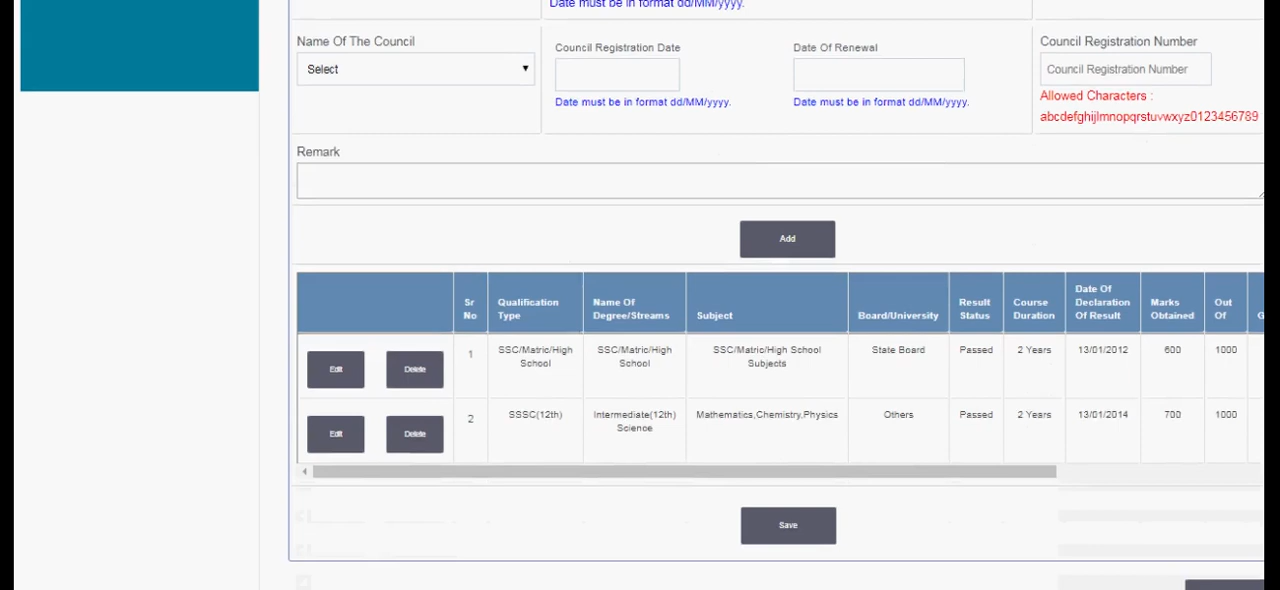 Date must be in format dd/MM/yyyy.
Name Of The Council
Select
Council Registration Date
Date must be in format dd/MM/yyyy.
Date Of Renewal
Date must be in format dd/MM/yyyy.
Council Registration Number
Council Registration Number
Allowed Characters :
abcdefghijlmnopqrstuvwxyz0123456789
Remark
Add
Sr No Qualification Type Name Of Degree/Streams Subject Board/University Result Status Course Duration Date Of Declaration Of Result Marks Obtained Out Of
Edit Delete 1 SSC/Matric/High School SSC/Matric/High School SSC/Matric/High School Subjects State Board Passed 2 Years 13/01/2012 600 1000
Edit Delete 2 SSSC(12th) Intermediate(12th) Science Mathematics,Chemistry,Physics Others Passed 2 Years 13/01/2014 700 1000
Save